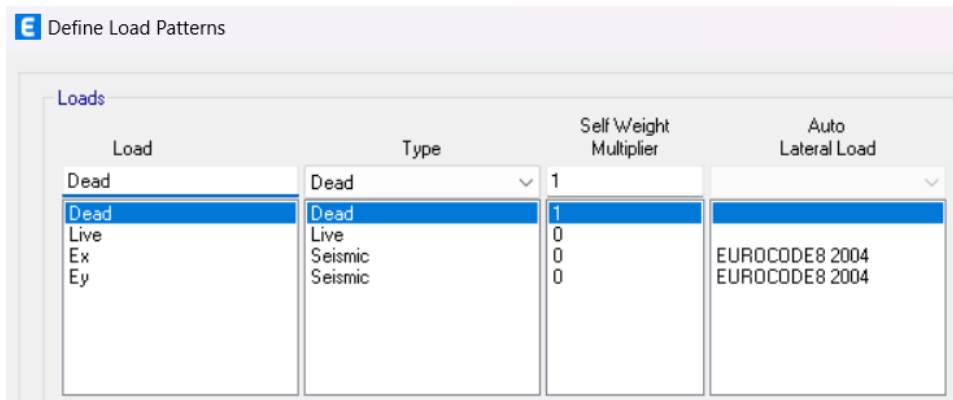 E Define Load Patterns
Loads
Load Type Self Weight Multiplier Auto Lateral Load
Dead Dead 1
Dead Dead 1
Live Live 0
Ex Seismic 0 EUROCODE8 2004
Ey Seismic 0 EUROCODE8 2004